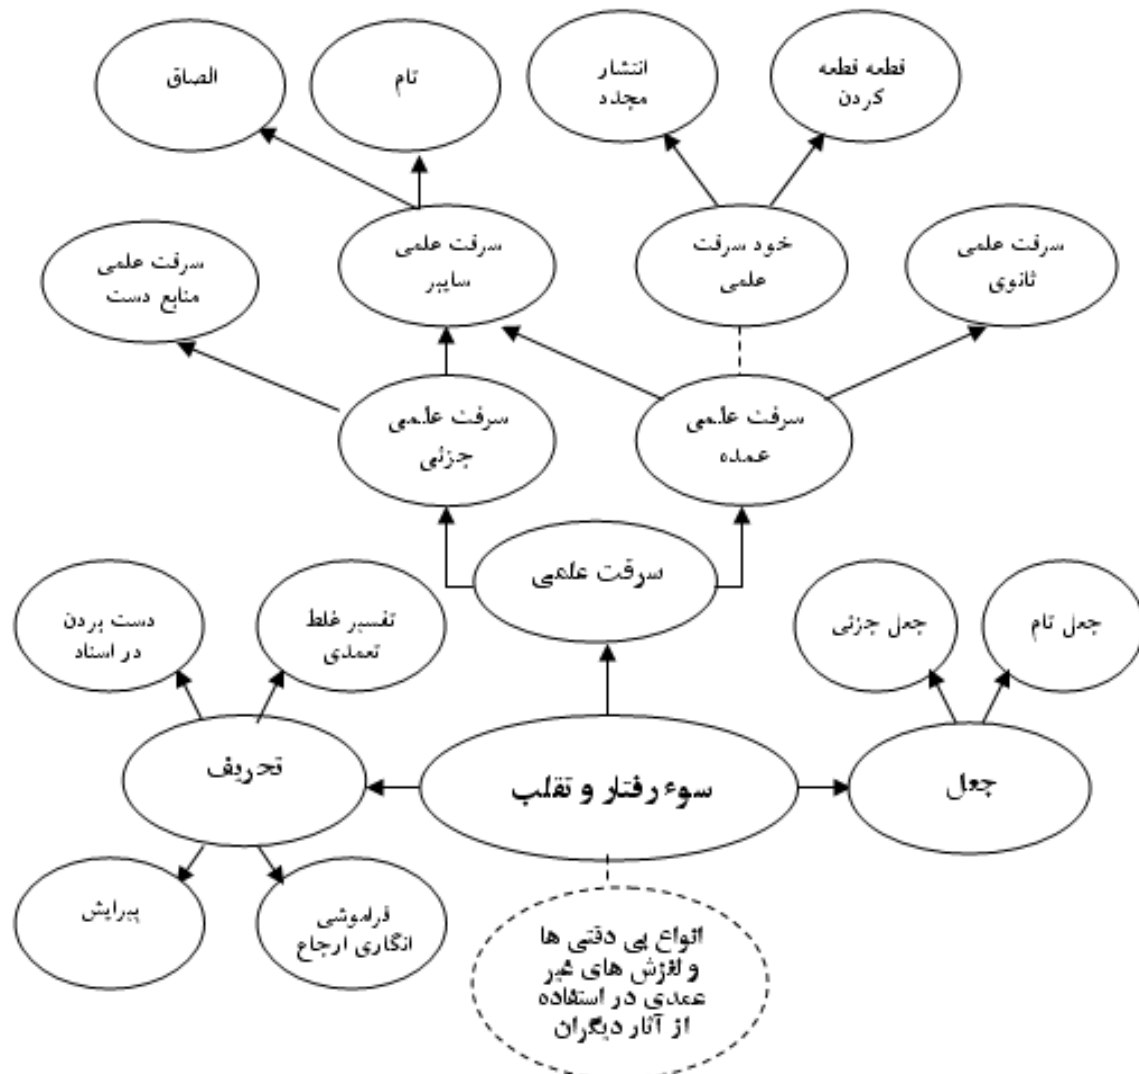 قطعه قطعه
کردن
انتشار
مجدد
تام
الصاق
سرقت علمی
ثانوی
خود سرقت
علمی
سرقت علمی
سایبر
سرقت علمی
منابع دست
سرقت علمی
عمده
سرقت علمی
جزئی
سرقت علمی
جعل تام
جعل جزئی
تفسیر غلط
تعمدی
دست بردن
در اسناد
جعل
سوء رفتار و تقلب
تحریف
فراموشی
انگاری ارجاع
پیرایش
انواع بی دقتی ها
و لغزش های غیر
عمدی در استفاده
از آثار دیگران